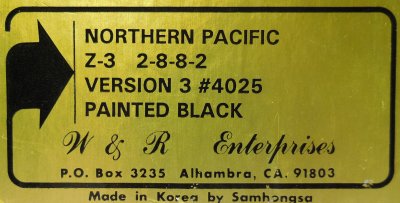 NORTHERN PACIFIC
Z-3 2-8-8-2
VERSION 3 #4025
PAINTED BLACK
W & R Enterprises
P.O. Box 3235 Alhambra, CA. 91803
Made in Korea by Samhongsa